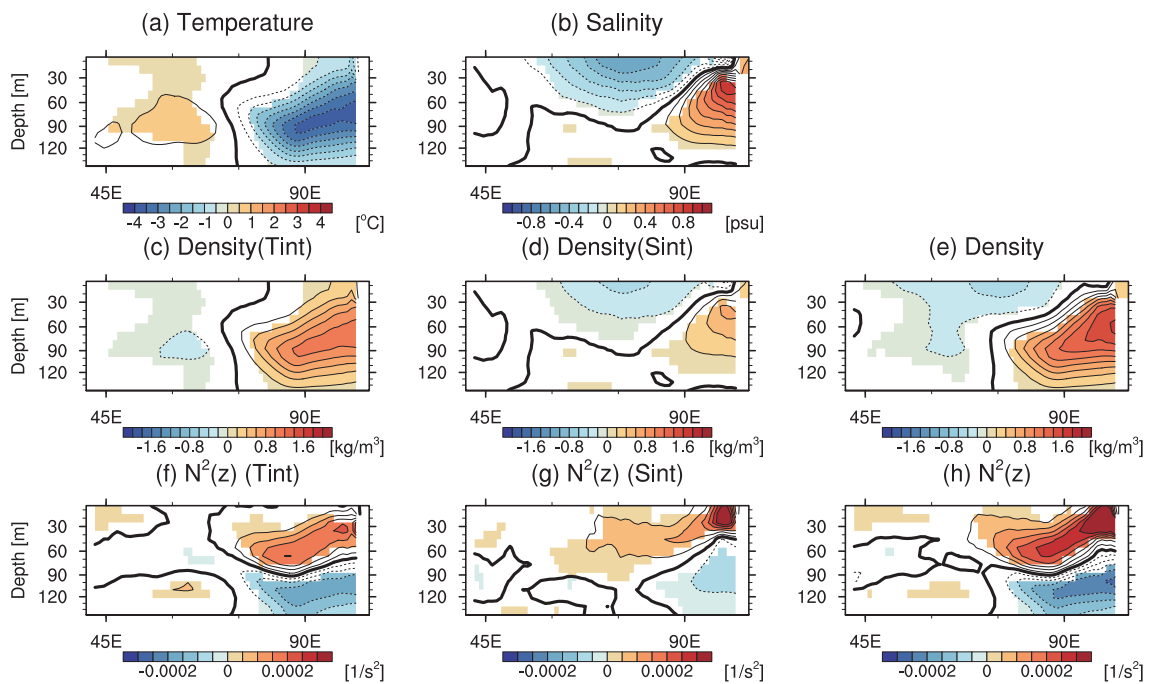 (a) Temperature
(b) Salinity
Depth [m]
30
60
90
120
45E
90E
-4 -3 -2 -1 0 1 2 3 4
[°C]
30
60
90
120
45E
90E
-0.8 -0.4 0 0.4 0.8
[psu]
(c) Density(Tint)
(d) Density(Sint)
(e) Density
Depth [m]
30
60
90
120
45E
90E
-1.6 -0.8 0 0.8 1.6
[kg/m³]
30
60
90
120
45E
90E
-1.6 -0.8 0 0.8 1.6
[kg/m³]
30
60
90
120
45E
90E
-1.6 -0.8 0 0.8 1.6
[kg/m³]
(f) N²(z) (Tint)
(g) N²(z) (Sint)
(h) N²(z)
Depth [m]
30
60
90
120
45E
90E
-0.0002 0 0.0002
[1/s²]
30
60
90
120
45E
90E
-0.0002 0 0.0002
[1/s²]
30
60
90
120
45E
90E
-0.0002 0 0.0002
[1/s²]